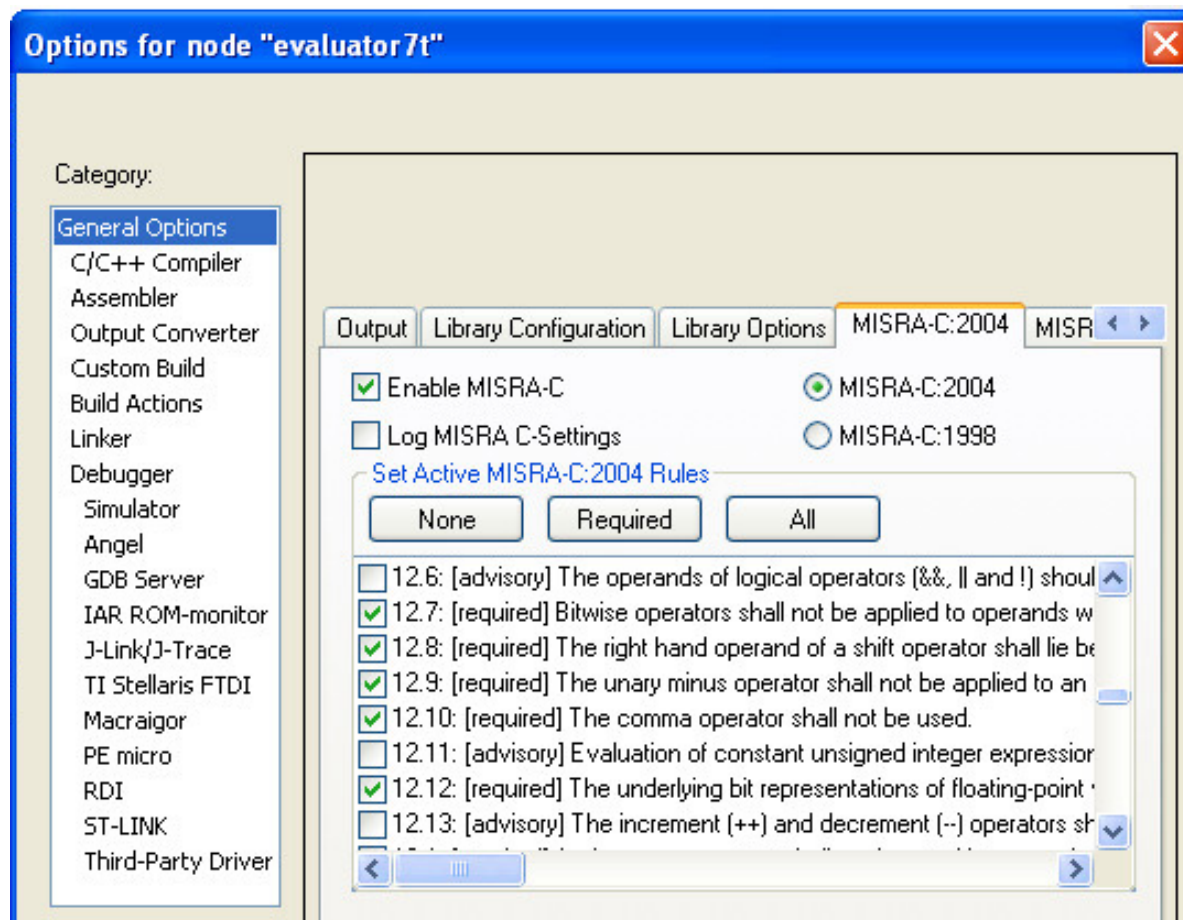 Options for node "evaluator7t"
Category:
General Options
C/C++ Compiler
Assembler
Output Converter
Custom Build
Build Actions
Linker
Debugger
Simulator
Angel
GDB Server
IAR ROM-monitor
J-Link/J-Trace
TI Stellaris FTDI
Macraigor
PE micro
RDI
ST-LINK
Third-Party Driver
Output Library Configuration Library Options MISRA-C:2004 MISR
Enable MISRA-C MISRA-C:2004
Log MISRA C-Settings MISRA-C:1998
Set Active MISRA-C:2004 Rules
None Required All
12.6: [advisory] The operands of logical operators (&&, || and !) shoul
12.7: [required] Bitwise operators shall not be applied to operands w
12.8: [required] The right hand operand of a shift operator shall lie be
12.9: [required] The unary minus operator shall not be applied to an
12.10: [required] The comma operator shall not be used.
12.11: [advisory] Evaluation of constant unsigned integer expression
12.12: [required] The underlying bit representations of floating-point
12.13: [advisory] The increment (++) and decrement (--) operators sh